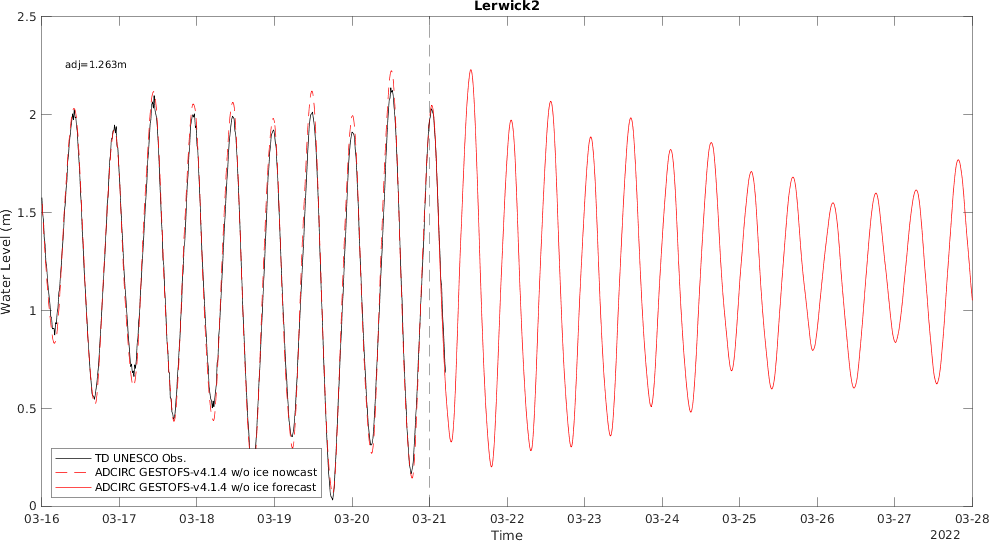 Lerwick2
2.5
adj=1.263m
2
1.5
Water Level (m)
1
0.5
TD UNESCO Obs.
ADCIRC GESTOFS-v4.1.4 w/o ice nowcast
ADCIRC GESTOFS-v4.1.4 w/o ice forecast
0
03-16 03-17 03-18 03-19 03-20 03-21 03-22 03-23 03-24 03-25 03-26 03-27 03-28
Time
2022